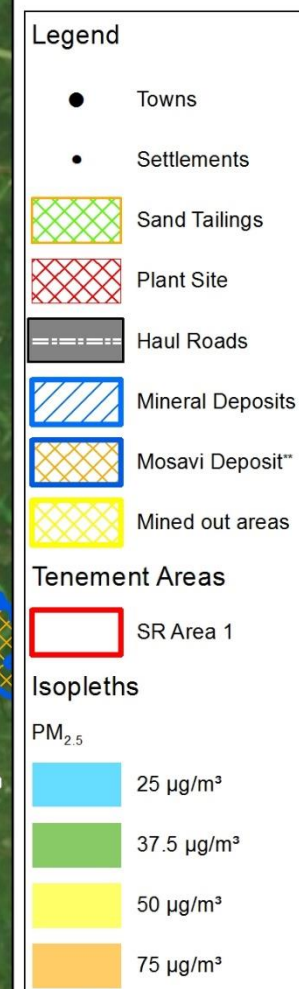 Legend
Towns
Settlements
Sand Tailings
Plant Site
Haul Roads
Mineral Deposits
Mosavi Deposit**
Mined out areas
Tenement Areas
SR Area 1
Isopleths
PM2.5
25 µg/m³
37.5 µg/m³
50 µg/m³
75 µg/m³